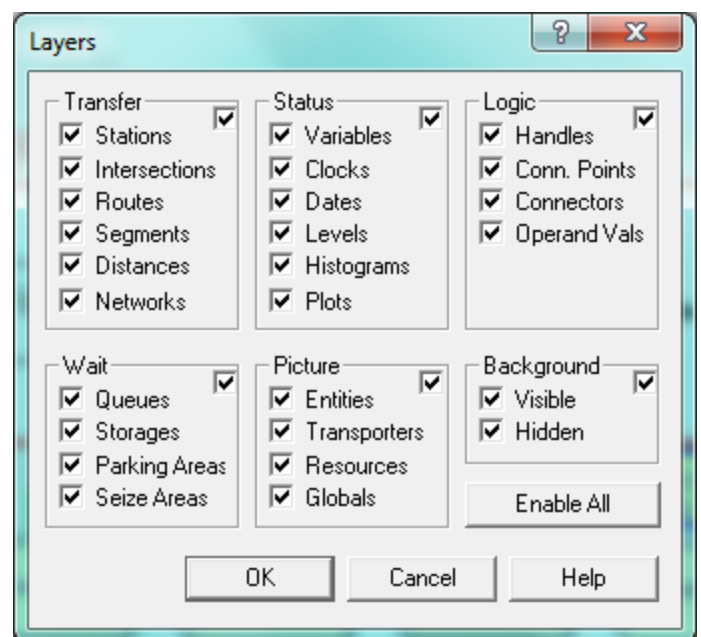 Layers
?
Transfer
Stations
Intersections
Routes
Segments
Distances
Networks
Status
Variables
Clocks
Dates
Levels
Histograms
Plots
Logic
Handles
Conn. Points
Connectors
Operand Vals
Wait
Queues
Storages
Parking Areas
Seize Areas
Picture
Entities
Transporters
Resources
Globals
Background
Visible
Hidden
Enable All
OK
Cancel
Help